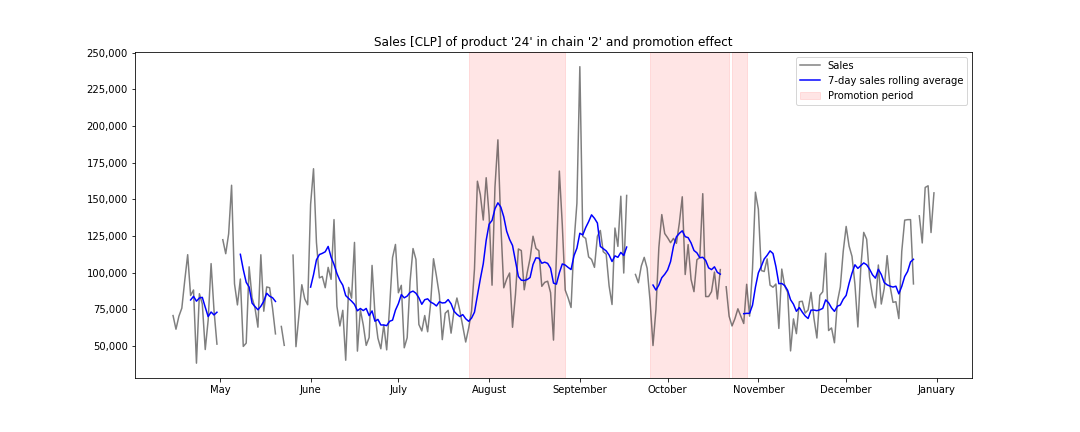 Sales [CLP] of product '24' in chain '2' and promotion effect
250,000
225,000
200,000
175,000
150,000
125,000
100,000
75,000
50,000
Sales
7-day sales rolling average
Promotion period
May June July August September October November December January